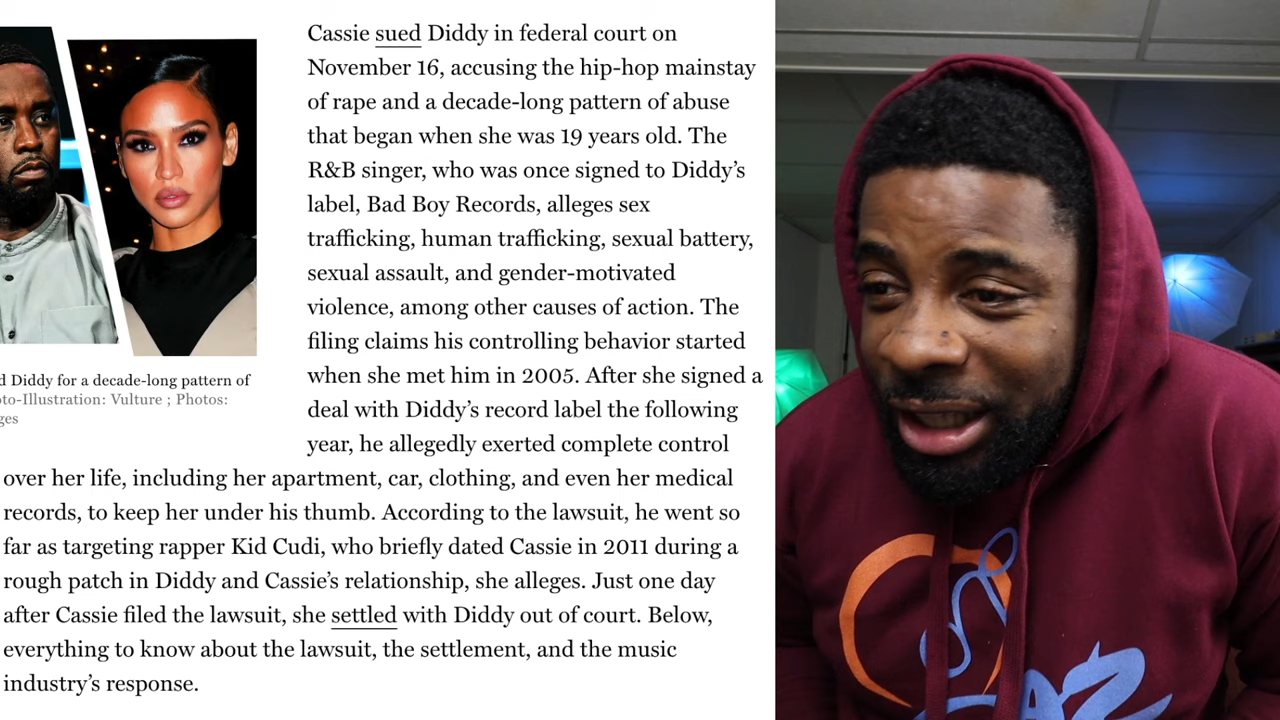 Cassie sued Diddy in federal court on
November 16, accusing the hip-hop mainstay
of rape and a decade-long pattern of abuse
that began when she was 19 years old. The
R&B singer, who was once signed to Diddy’s
label, Bad Boy Records, alleges sex
trafficking, human trafficking, sexual battery,
sexual assault, and gender-motivated
violence, among other causes of action. The
filing claims his controlling behavior started
when she met him in 2005. After she signed a
deal with Diddy’s record label the following
year, he allegedly exerted complete control
over her life, including her apartment, car, clothing, and even her medical
records, to keep her under his thumb. According to the lawsuit, he went so
far as targeting rapper Kid Cudi, who briefly dated Cassie in 2011 during a
rough patch in Diddy and Cassie’s relationship, she alleges. Just one day
after Cassie filed the lawsuit, she settled with Diddy out of court. Below,
everything to know about the lawsuit, the settlement, and the music
industry’s response.
d Diddy for a decade-long pattern of
oto-Illustration: Vulture ; Photos:
ges